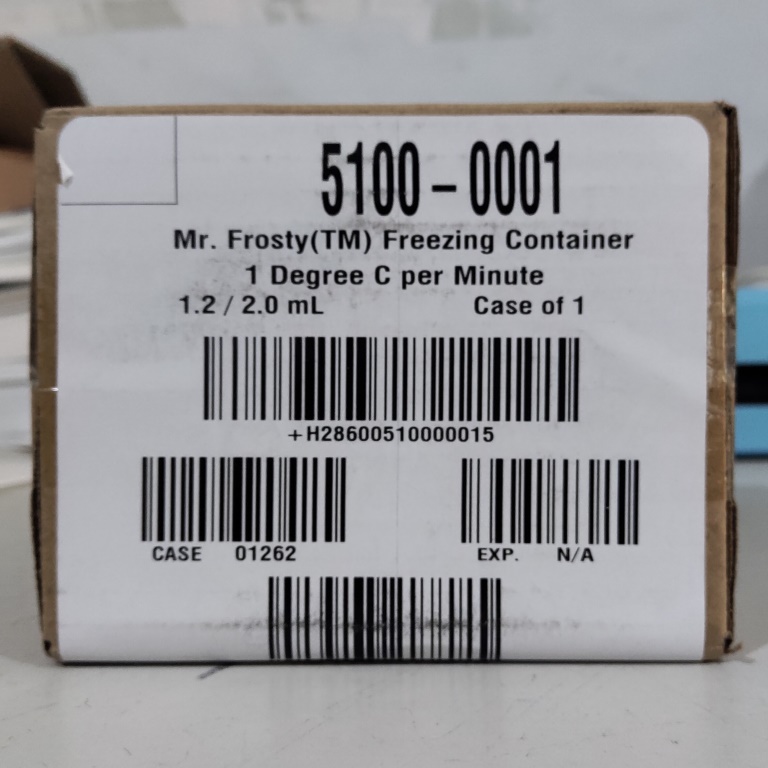 5100-0001
Mr. Frosty(TM) Freezing Container
1 Degree C per Minute
1.2 / 2.0 mL Case of 1
+H28600510000015
CASE 01262 EXP. N/A